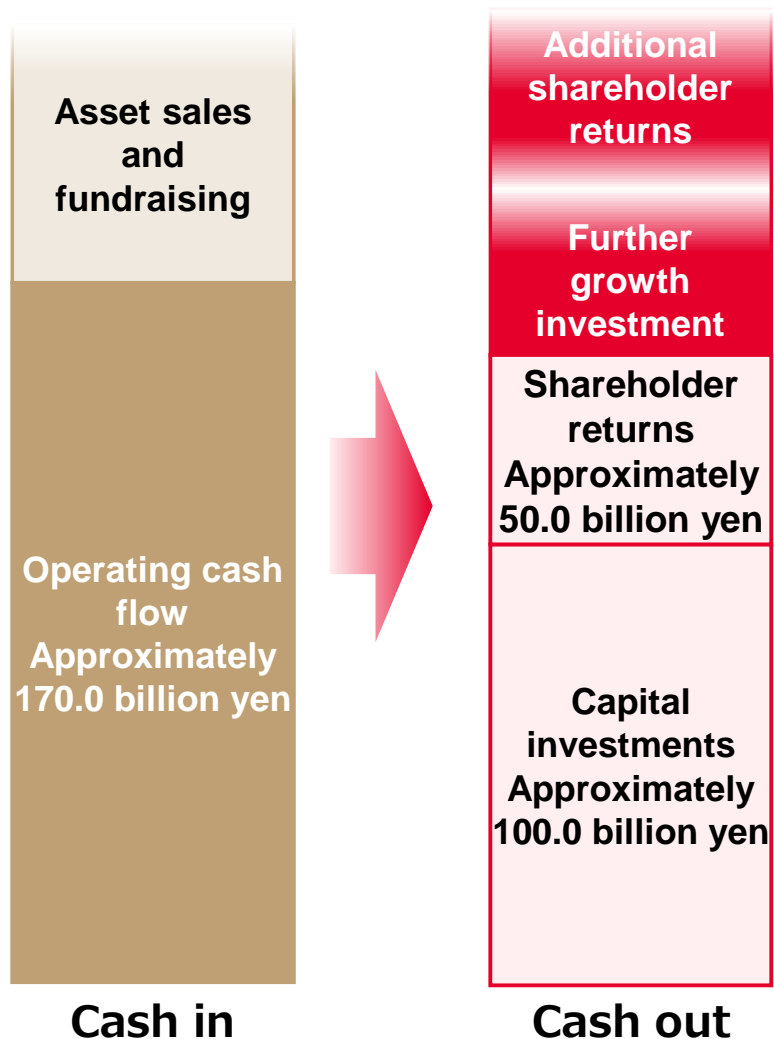 Asset sales
and
fundraising
Operating cash
flow
Approximately
170.0 billion yen
Cash in
Additional
shareholder
returns
Further
growth
investment
Shareholder
returns
Approximately
50.0 billion yen
Capital
investments
Approximately
100.0 billion yen
Cash out